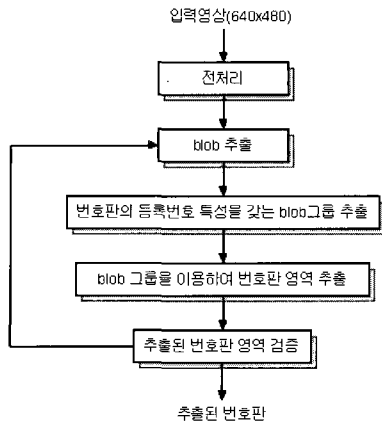 입력영상(640x480)
전처리
blob 추출
번호판의 등록번호 특성을 갖는 blob그룹 추출
blob 그룹을 이용하여 번호판 영역 추출
추출된 번호판 영역 검증
추출된 번호판